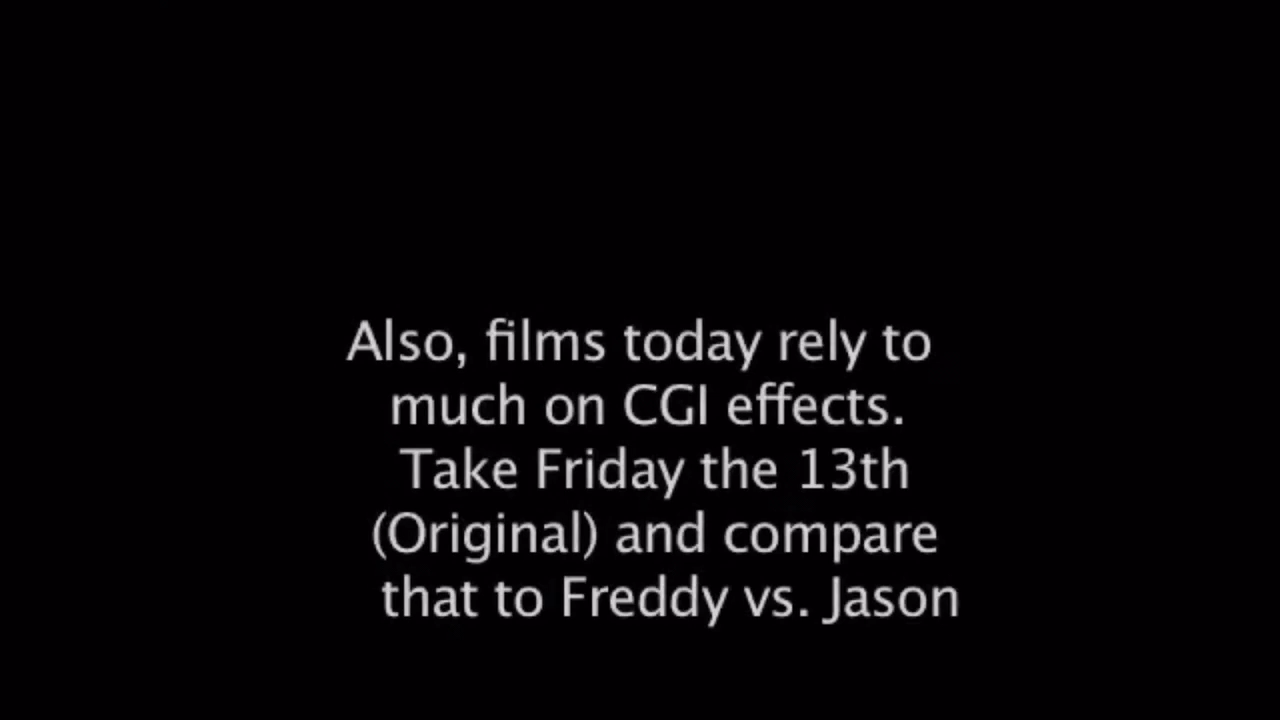 Also, films today rely to
much on CGI effects.
Take Friday the 13th
(Original) and compare
that to Freddy vs. Jason